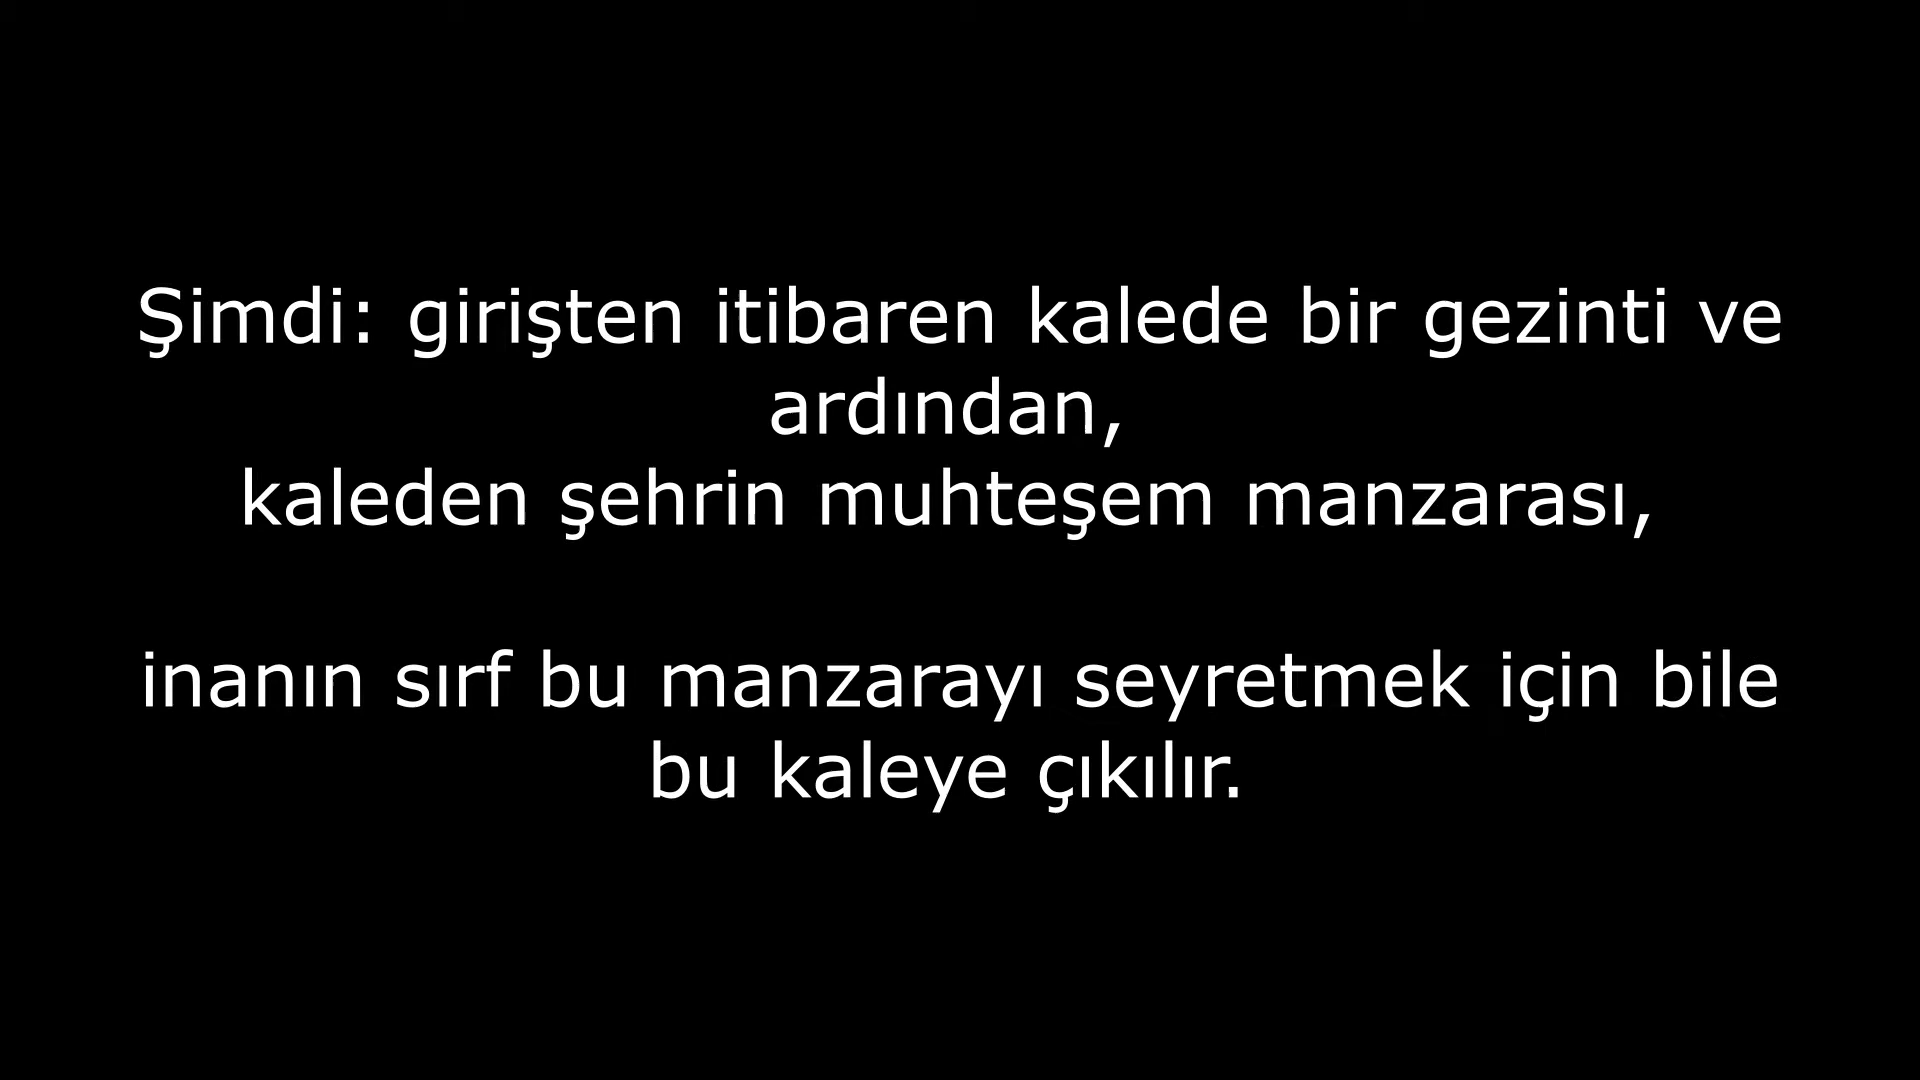 Şimdi: girişten itibaren kalede bir gezinti ve
ardından,
kaleden şehrin muhteşem manzarası,
inanın sırf bu manzarayı seyretmek için bile
bu kaleye çıkılır.